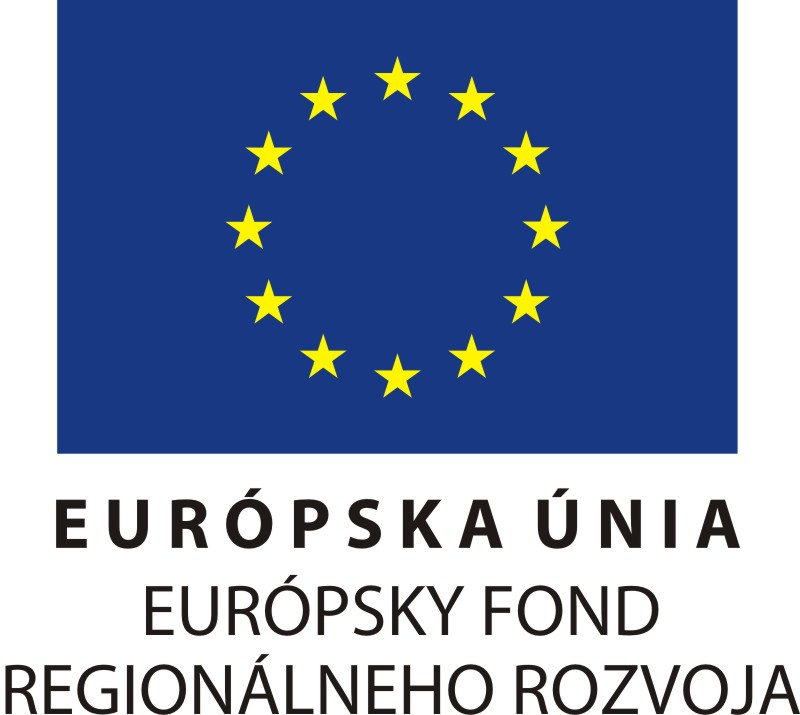 EURÓPSKA ÚNIA
EURÓPSKY FOND
REGIONÁLNEHO ROZVOJA